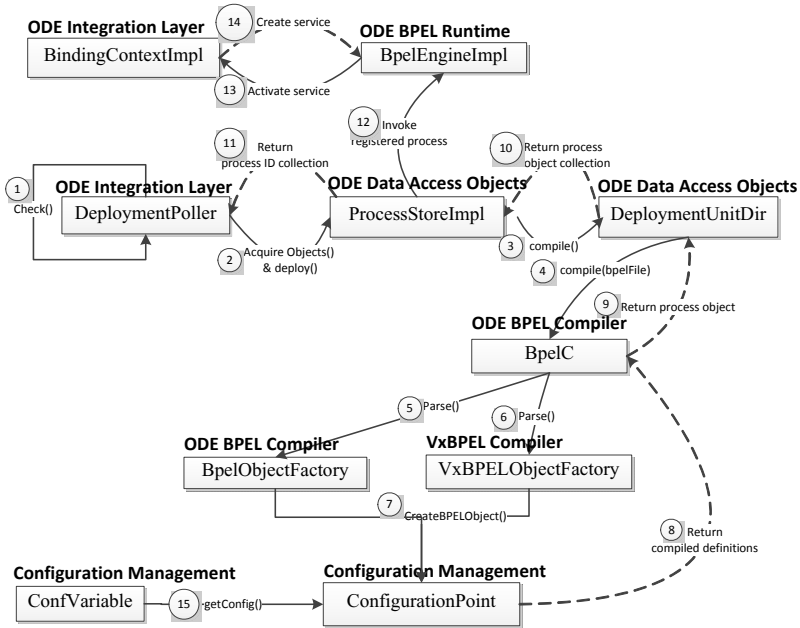 14 Create service
ODE Integration Layer
BindingContextImpl
ODE BPEL Runtime
BpelEngineImpl
13 Activate service
12 Invoke
registered process
11 Return
process ID collection
10 Return process
object collection
1
Check()
ODE Integration Layer
DeploymentPoller
ODE Data Access Objects
ProcessStoreImpl
ODE Data Access Objects
DeploymentUnitDir
2 Acquire Objects()
& deploy()
3 compile()
4 compile(bpelFile)
9 Return process object
ODE BPEL Compiler
BpelC
5 Parse()
6 Parse()
ODE BPEL Compiler
BpelObjectFactory
VxBPEL Compiler
VxBPELObjectFactory
7 CreateBPELObject()
8 Return
compiled definitions
Configuration Management
ConfVariable
15 getConfig()
Configuration Management
ConfigurationPoint